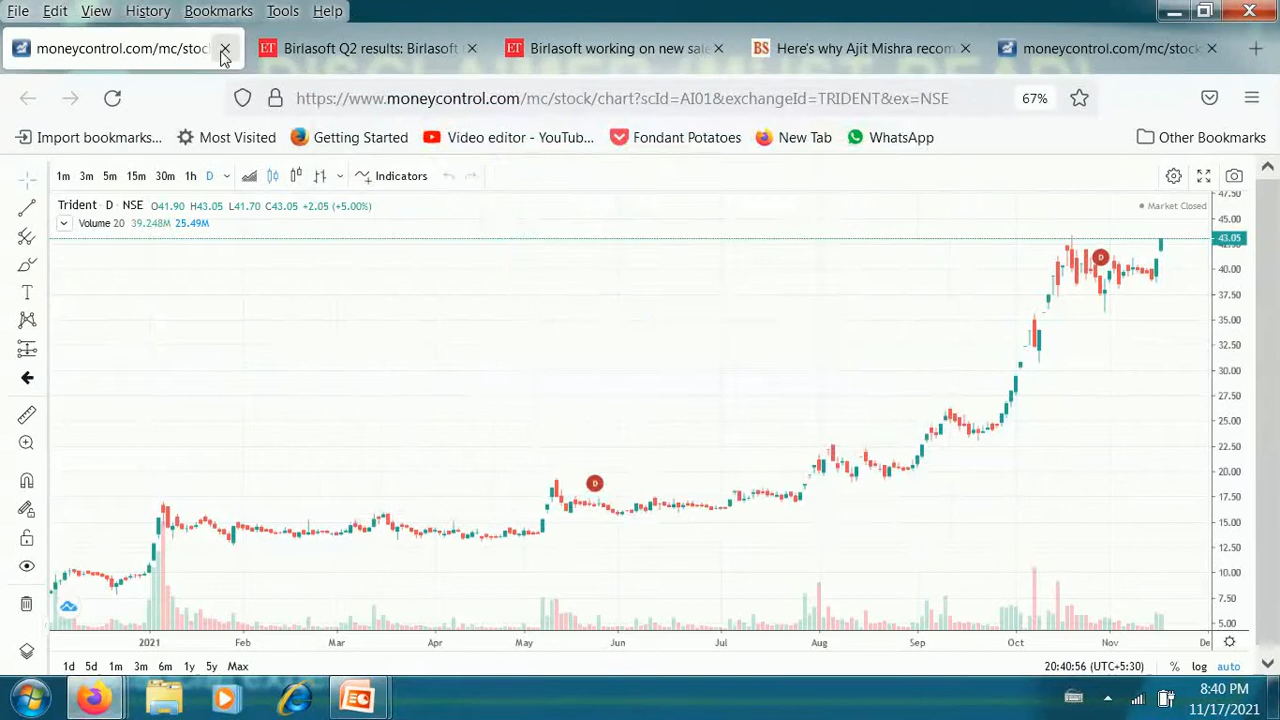 File Edit View History Bookmarks Tools Help
moneycontrol.com/mc/stoc
Birlasoft Q2 results: Birlasoft
Birlasoft working on new sale
Here's why Ajit Mishra recom
moneycontrol.com/mc/stock
https://www.moneycontrol.com/mc/stock/chart?scId=AI01&exchangeId=TRIDENT&ex=NSE 67%
Import bookmarks... Most Visited Getting Started Video editor - YouTub... Fondant Potatoes New Tab WhatsApp Other Bookmarks
1m 3m 5m 15m 30m 1h D Indicators
Trident · D · NSE O41.90 H43.05 L41.70 C43.05 +2.05 (+5.00%) Market Closed
Volume 20 39.248M 25.49M
47.50
45.00
43.05
40.00
37.50
35.00
32.50
30.00
27.50
25.00
22.50
20.00
17.50
15.00
12.50
10.00
7.50
5.00
D
D
2021 Feb Mar Apr May Jun Jul Aug Sep Oct Nov De
1d 5d 1m 3m 6m 1y 5y Max 20:40:56 (UTC+5:30) % log auto
8:40 PM
11/17/2021